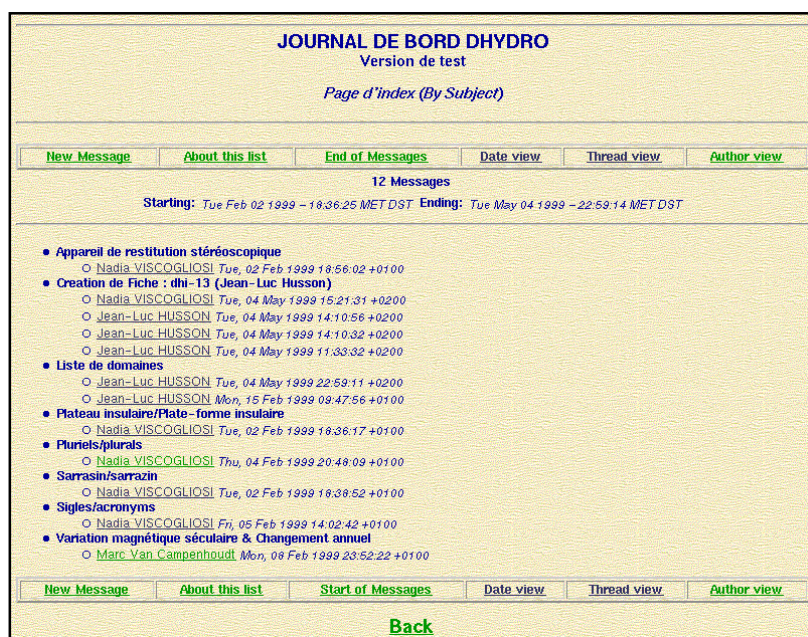 JOURNAL DE BORD DHYDRO
Version de test
Page d'index (By Subject)
New Message About this list End of Messages Date view Thread view Author view
12 Messages
Starting: Tue Feb 02 1999 - 18:36:25 MET DST Ending: Tue May 04 1999 - 22:59:14 MET DST
Appareil de restitution stéréoscopique
Nadia VISCOGLIOSI Tue, 02 Feb 1999 18:56:02 +0100
Creation de Fiche : dhi-13 (Jean-Luc Husson)
Nadia VISCOGLIOSI Tue, 04 May 1999 15:21:31 +0200
Jean-Luc HUSSON Tue, 04 May 1999 14:10:56 +0200
Jean-Luc HUSSON Tue, 04 May 1999 14:10:32 +0200
Jean-Luc HUSSON Tue, 04 May 1999 11:33:32 +0200
Liste de domaines
Jean-Luc HUSSON Tue, 04 May 1999 22:59:11 +0200
Jean-Luc HUSSON Mon, 15 Feb 1999 09:47:56 +0100
Plateau insulaire/Plate-forme insulaire
Nadia VISCOGLIOSI Tue, 02 Feb 1999 18:36:17 +0100
Pluriels/plurals
Nadia VISCOGLIOSI Thu, 04 Feb 1999 20:48:09 +0100
Sarrasin/sarrazin
Nadia VISCOGLIOSI Tue, 02 Feb 1999 18:38:52 +0100
Sigles/acronyms
Nadia VISCOGLIOSI Fri, 05 Feb 1999 14:02:42 +0100
Variation magnétique séculaire & Changement annuel
Marc Van Campenhoudt Mon, 08 Feb 1999 23:52:22 +0100
New Message About this list Start of Messages Date view Thread view Author view
Back